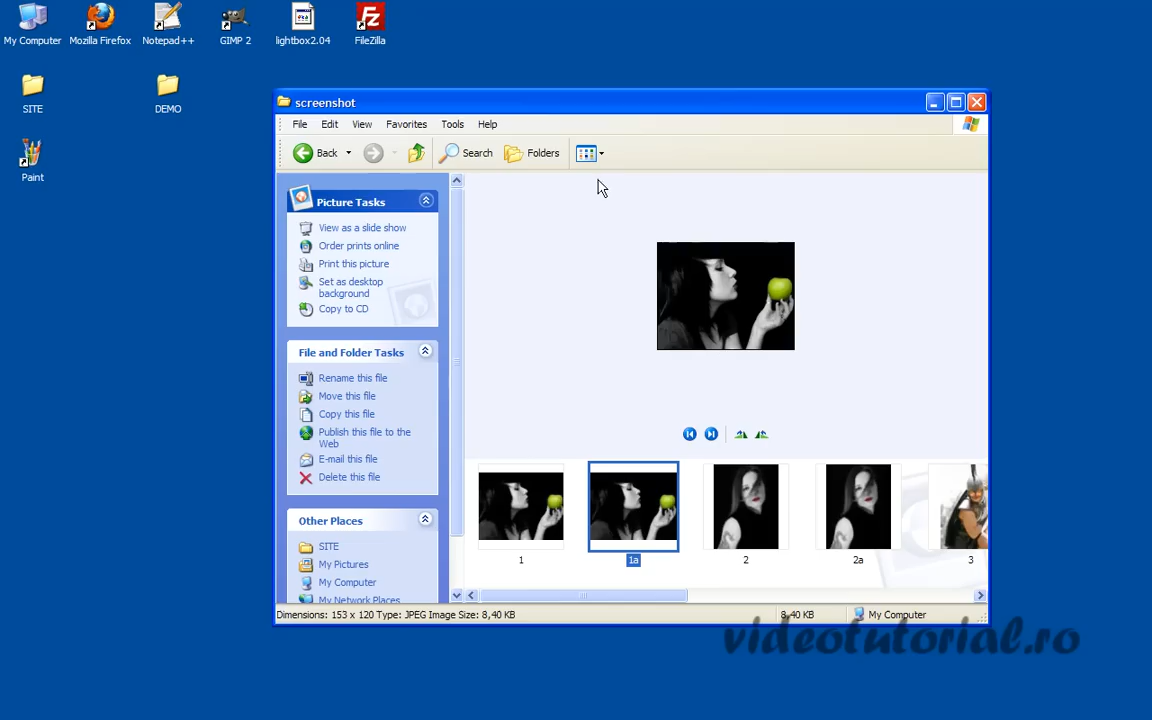 My Computer
Mozilla Firefox
Notepad++
GIMP 2
lightbox2.04
FileZilla
SITE
DEMO
Paint
screenshot
File Edit View Favorites Tools Help
Back Search Folders
Picture Tasks
View as a slide show
Order prints online
Print this picture
Set as desktop
background
Copy to CD
File and Folder Tasks
Rename this file
Move this file
Copy this file
Publish this file to the
Web
E-mail this file
Delete this file
Other Places
SITE
My Pictures
My Computer
My Network Places
1 1a 2 2a 3
Dimensions: 153 x 120 Type: JPEG Image Size: 8,40 KB 8,40 KB My Computer
videotutorial.ro